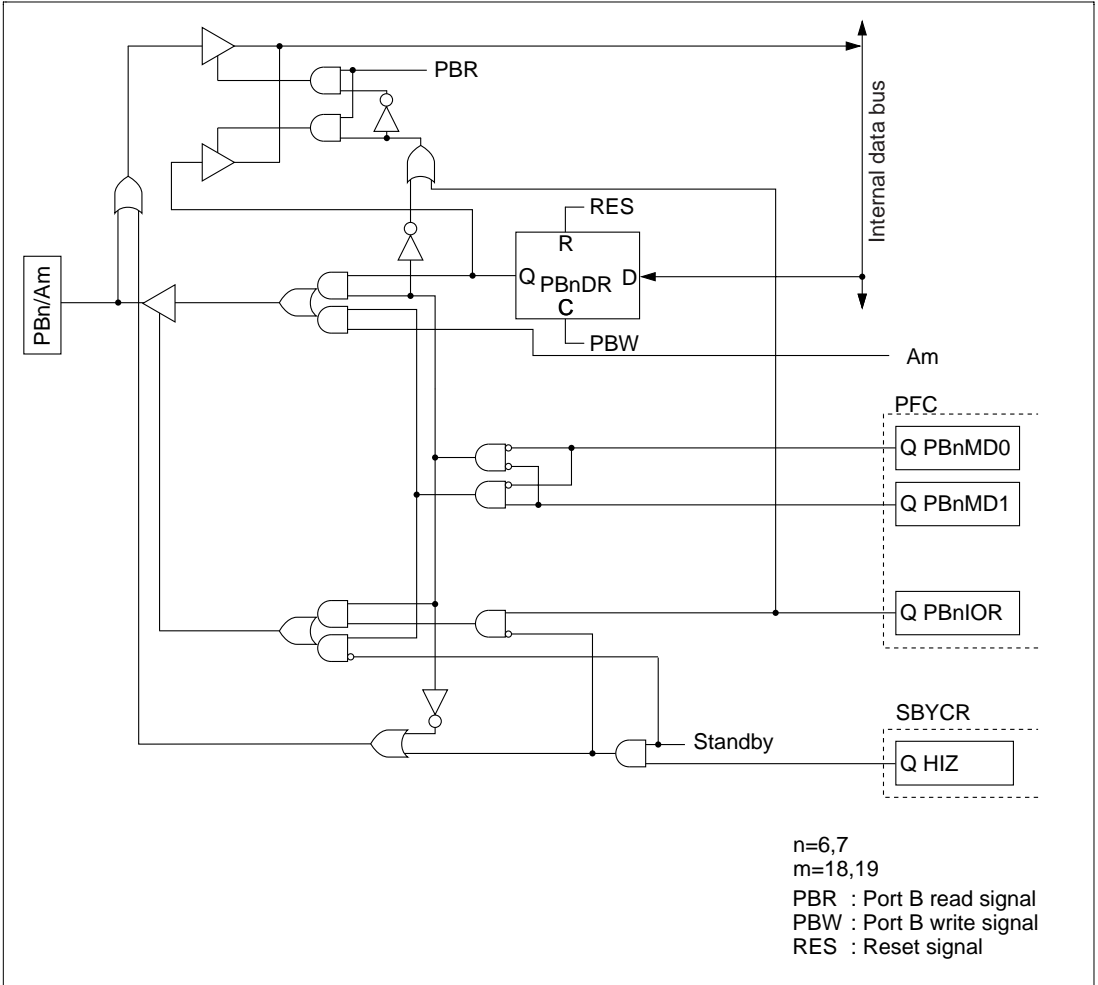 PBR
Internal data bus
RES
R
Q PBnDR D
C
PBn/Am
PBW
Am
PFC
Q PBnMD0
Q PBnMD1
Q PBnIOR
SBYCR
Standby
Q HIZ
n=6,7
m=18,19
PBR : Port B read signal
PBW : Port B write signal
RES : Reset signal